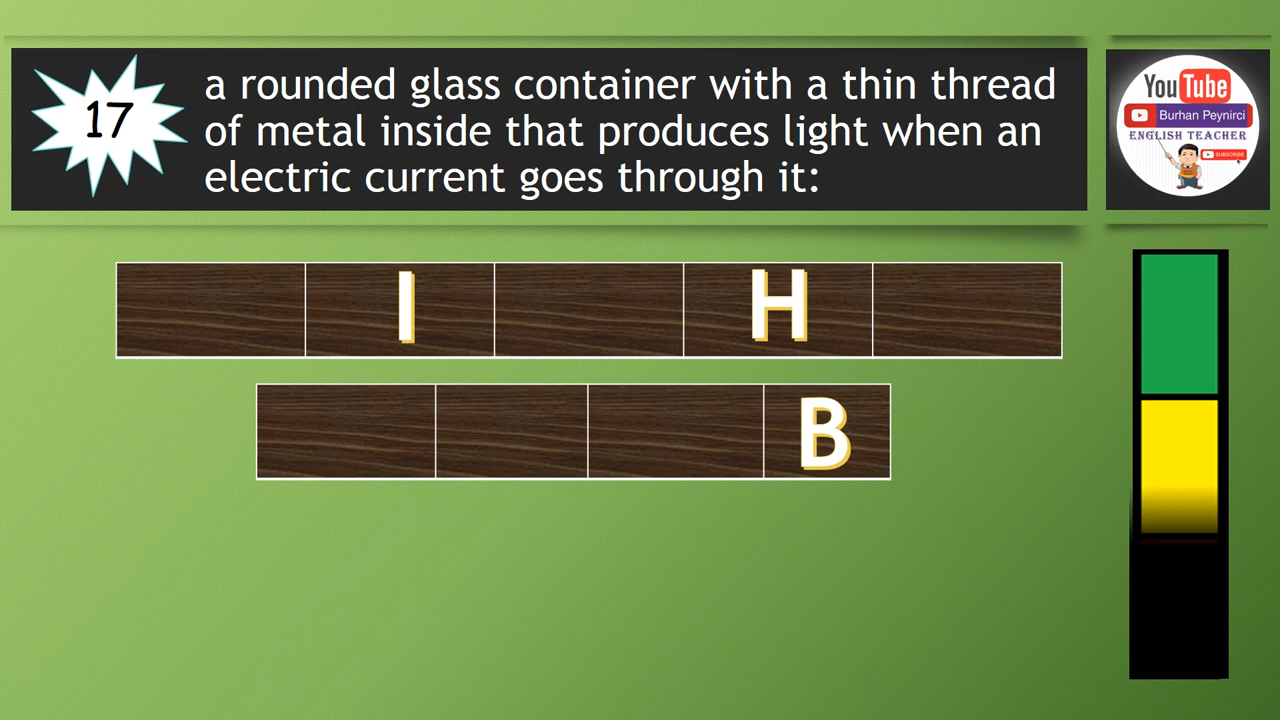 17
a rounded glass container with a thin thread
of metal inside that produces light when an
electric current goes through it:
YouTube
Burhan Peynirci
ENGLISH TEACHER
SUBSCRIBE
I H
B